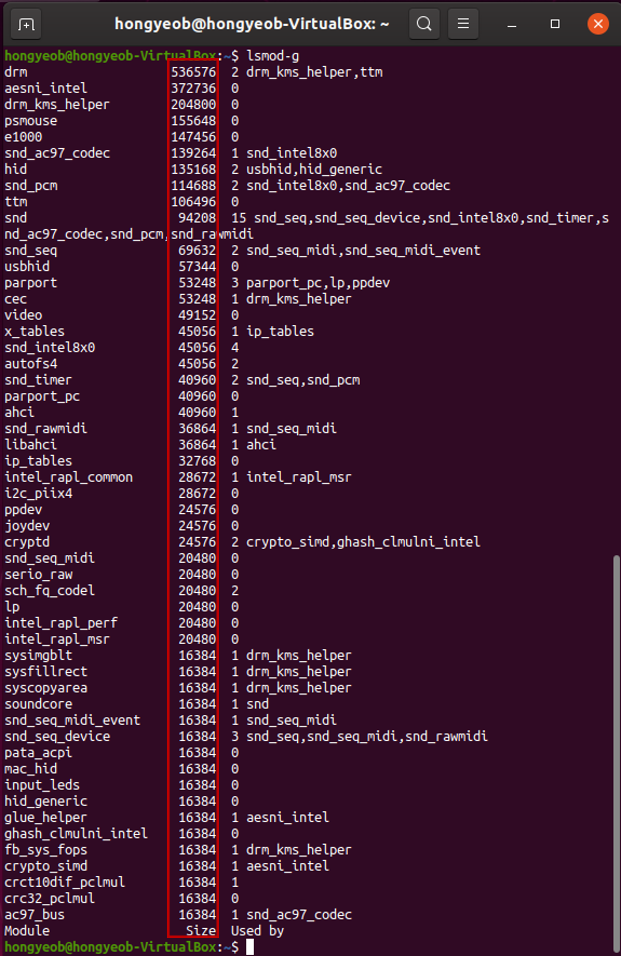 hongyeob@hongyeob-VirtualBox: ~
hongyeob@hongyeob-VirtualBox:~$ lsmod-g
drm 536576 2 drm_kms_helper,ttm
aesni_intel 372736 0
drm_kms_helper 204800 0
psmouse 155648 0
e1000 147456 0
snd_ac97_codec 139264 1 snd_intel8x0
hid 135168 2 usbhid,hid_generic
snd_pcm 114688 2 snd_intel8x0,snd_ac97_codec
ttm 106496 0
snd 94208 15 snd_seq,snd_seq_device,snd_intel8x0,snd_timer,s
nd_ac97_codec,snd_pcm,snd_rawmidi
snd_seq 69632 2 snd_seq_midi,snd_seq_midi_event
usbhid 57344 0
parport 53248 3 parport_pc,lp,ppdev
cec 53248 1 drm_kms_helper
video 49152 0
x_tables 45056 1 ip_tables
snd_intel8x0 45056 4
autofs4 45056 2
snd_timer 40960 2 snd_seq,snd_pcm
parport_pc 40960 0
ahci 40960 1
snd_rawmidi 36864 1 snd_seq_midi
libahci 36864 1 ahci
ip_tables 32768 0
intel_rapl_common 28672 1 intel_rapl_msr
i2c_piix4 28672 0
ppdev 24576 0
joydev 24576 0
cryptd 24576 2 crypto_simd,ghash_clmulni_intel
snd_seq_midi 20480 0
serio_raw 20480 0
sch_fq_codel 20480 2
lp 20480 0
intel_rapl_perf 20480 0
intel_rapl_msr 20480 0
sysimgblt 16384 1 drm_kms_helper
sysfillrect 16384 1 drm_kms_helper
syscopyarea 16384 1 drm_kms_helper
soundcore 16384 1 snd
snd_seq_midi_event 16384 1 snd_seq_midi
snd_seq_device 16384 3 snd_seq,snd_seq_midi,snd_rawmidi
pata_acpi 16384 0
mac_hid 16384 0
input_leds 16384 0
hid_generic 16384 0
glue_helper 16384 1 aesni_intel
ghash_clmulni_intel 16384 0
fb_sys_fops 16384 1 drm_kms_helper
crypto_simd 16384 1 aesni_intel
crct10dif_pclmul 16384 1
crc32_pclmul 16384 0
ac97_bus 16384 1 snd_ac97_codec
Module Size Used by
hongyeob@hongyeob-VirtualBox:~$